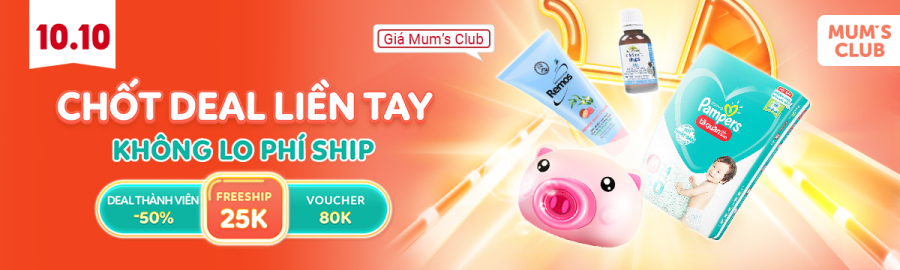 10.10
Giá Mum's Club
MUM'S
CLUB
CHỐT DEAL LIỀN TAY
KHÔNG LO PHÍ SHIP
DEAL THÀNH VIÊN
-50%
FREESHIP
25K
VOUCHER
80K
Remos
Pampers